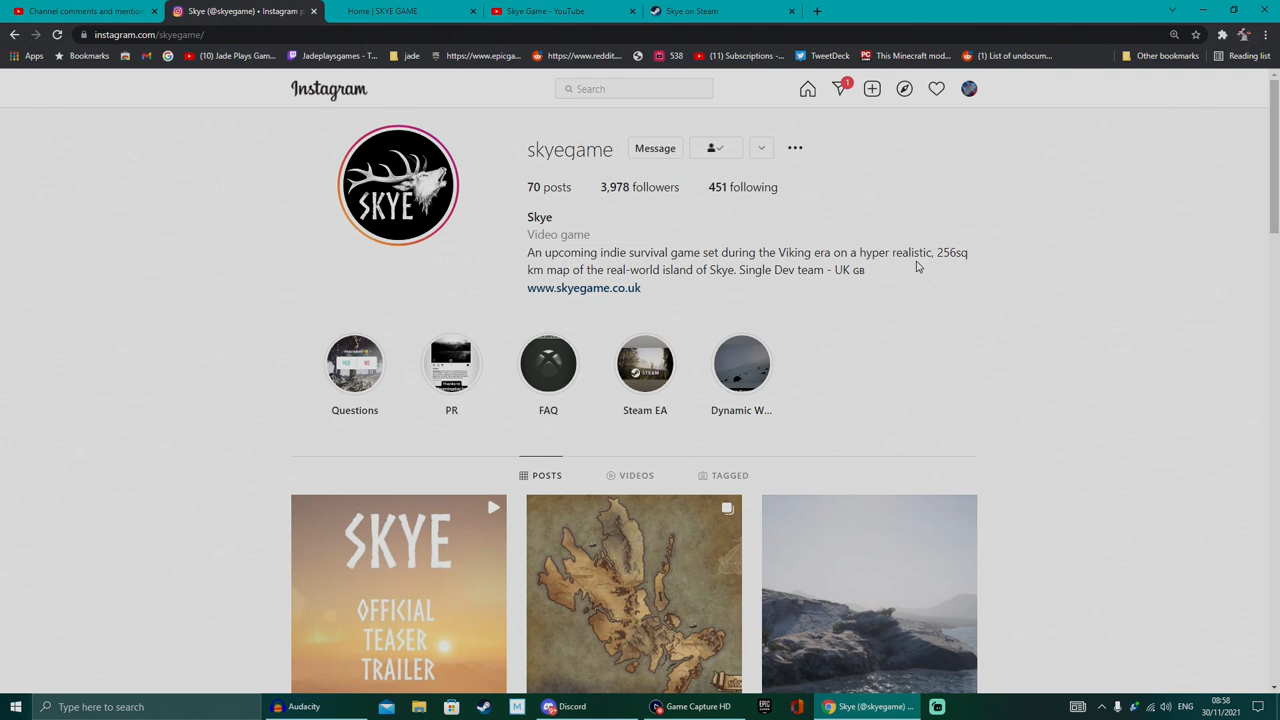 Channel comments and mentio
Skye (@skyegame) • Instagram p
Home | SKYE GAME
Skye Game - YouTube
Skye on Steam
instagram.com/skyegame/
Apps
Bookmarks
(10) Jade Plays Gam...
Jadeplaysgames - T...
jade
https://www.epicga...
https://www.reddit....
538
(11) Subscriptions -...
TweetDeck
This Minecraft mod...
(1) List of undocum...
Other bookmarks
Reading list
Instagram
Search
1
skyegame
Message
70 posts
3,978 followers
451 following
Skye
Video game
An upcoming indie survival game set during the Viking era on a hyper realistic, 256sq
km map of the real-world island of Skye. Single Dev team - UK GB
www.skyegame.co.uk
SKYE
STEAM
Questions
PR
FAQ
Steam EA
Dynamic W...
POSTS
VIDEOS
TAGGED
SKYE
OFFICIAL
TEASER
TRAILER
Type here to search
Audacity
Discord
Game Capture HD
Skye (@skyegame) ...
ENG
08:58
30/11/2021